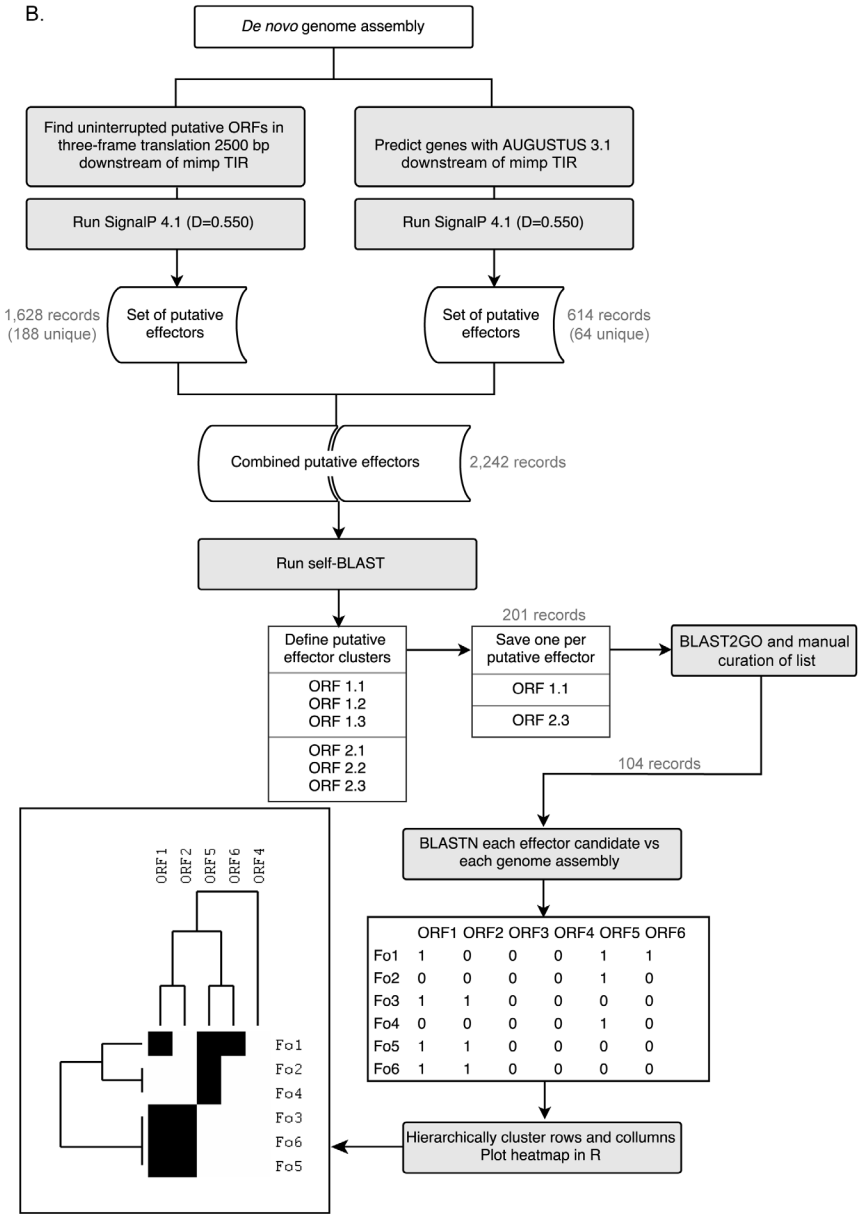 B.
De novo genome assembly
Find uninterrupted putative ORFs in
three-frame translation 2500 bp
downstream of mimp TIR
Predict genes with AUGUSTUS 3.1
downstream of mimp TIR
Run SignalP 4.1 (D=0.550)
Run SignalP 4.1 (D=0.550)
1,628 records
(188 unique)
Set of putative
effectors
Set of putative
effectors
614 records
(64 unique)
Combined putative effectors
2,242 records
Run self-BLAST
Define putative
effector clusters
ORF 1.1
ORF 1.2
ORF 1.3
ORF 2.1
ORF 2.2
ORF 2.3
201 records
Save one per
putative effector
ORF 1.1
ORF 2.3
BLAST2GO and manual
curation of list
104 records
BLASTN each effector candidate vs
each genome assembly
ORF1 ORF2 ORF3 ORF4 ORF5 ORF6
Fo1 1 0 0 0 1 1
Fo2 0 0 0 0 1 0
Fo3 1 1 0 0 0 0
Fo4 0 0 0 0 1 0
Fo5 1 1 0 0 0 0
Fo6 1 1 0 0 0 0
Hierarchically cluster rows and collumns
Plot heatmap in R
ORF1
ORF2
ORF5
ORF6
ORF4
Fo1
Fo2
Fo4
Fo3
Fo6
Fo5